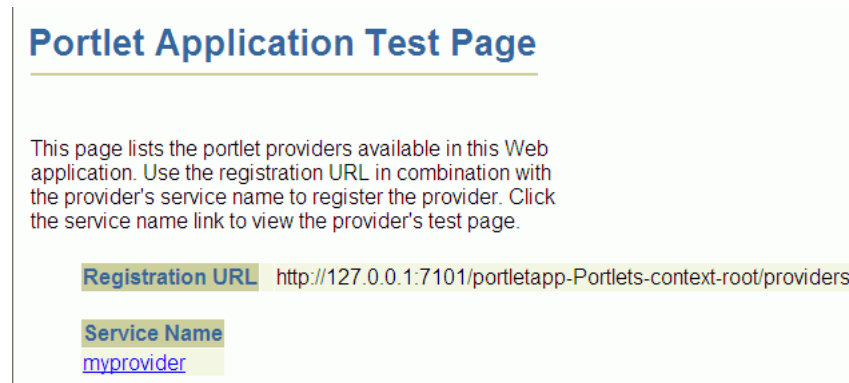 Portlet Application Test Page
This page lists the portlet providers available in this Web
application. Use the registration URL in combination with
the provider's service name to register the provider. Click
the service name link to view the provider's test page.
Registration URL http://127.0.0.1:7101/portletapp-Portlets-context-root/providers
Service Name
myprovider